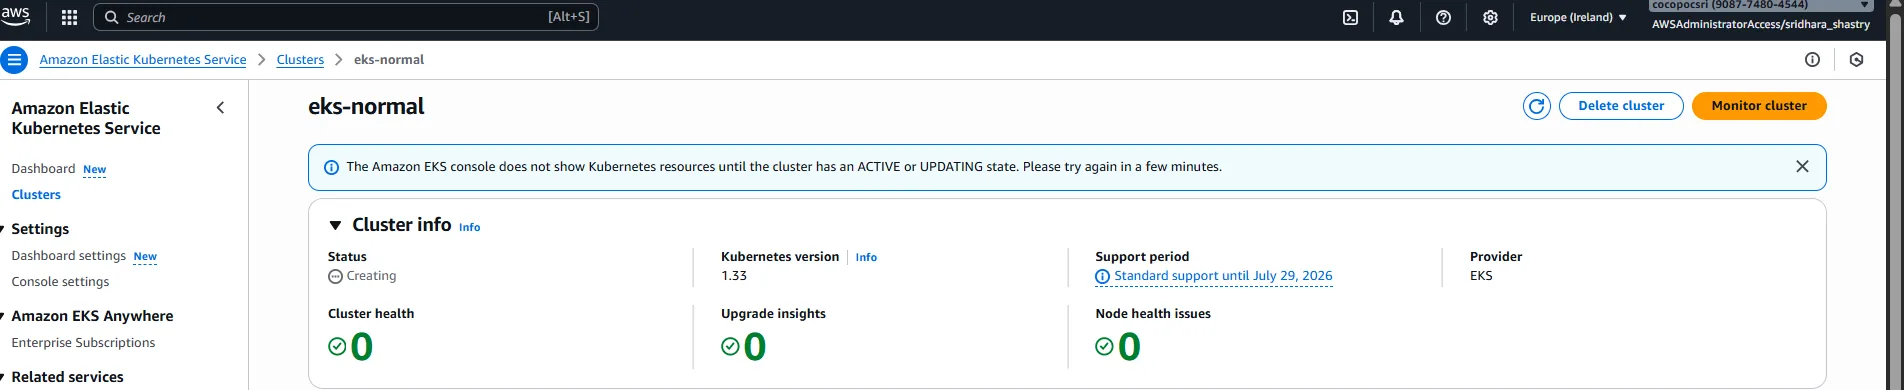 aws
Search
[Alt+S]
Europe (Ireland)
cocopocsri (9087-7480-4544)
AWSAdministratorAccess/sridhara_shastry
Amazon Elastic Kubernetes Service
Clusters
eks-normal
Amazon Elastic
Kubernetes Service
Dashboard New
Clusters
Settings
Dashboard settings New
Console settings
Amazon EKS Anywhere
Enterprise Subscriptions
Related services
eks-normal
Delete cluster
Monitor cluster
The Amazon EKS console does not show Kubernetes resources until the cluster has an ACTIVE or UPDATING state. Please try again in a few minutes.
Cluster info Info
Status
Creating
Kubernetes version Info
1.33
Support period
Standard support until July 29, 2026
Provider
EKS
Cluster health
0
Upgrade insights
0
Node health issues
0